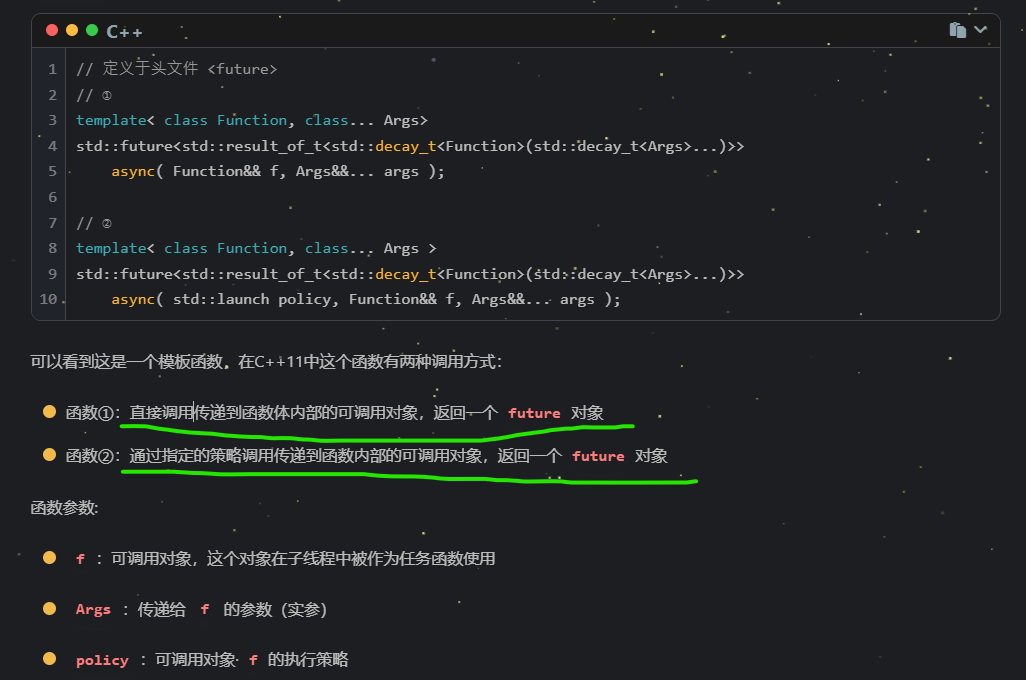 C++
1 // 定义于头文件 <future>
2 // ①
3 template< class Function, class... Args>
4 std::future<std::result_of_t<std::decay_t<Function>(std::decay_t<Args>...)>>
5 async( Function&& f, Args&&... args );
6
7 // ②
8 template< class Function, class... Args >
9 std::future<std::result_of_t<std::decay_t<Function>(std::decay_t<Args>...)>>
10 async( std::launch policy, Function&& f, Args&&... args );
可以看到这是一个模板函数，在C++11中这个函数有两种调用方式：
函数①：直接调用传递到函数体内部的可调用对象，返回一个 future 对象
函数②：通过指定的策略调用传递到函数内部的可调用对象，返回一个 future 对象
函数参数:
f ：可调用对象，这个对象在子线程中被作为任务函数使用
Args ：传递给 f 的参数（实参）
policy ：可调用对象· f 的执行策略